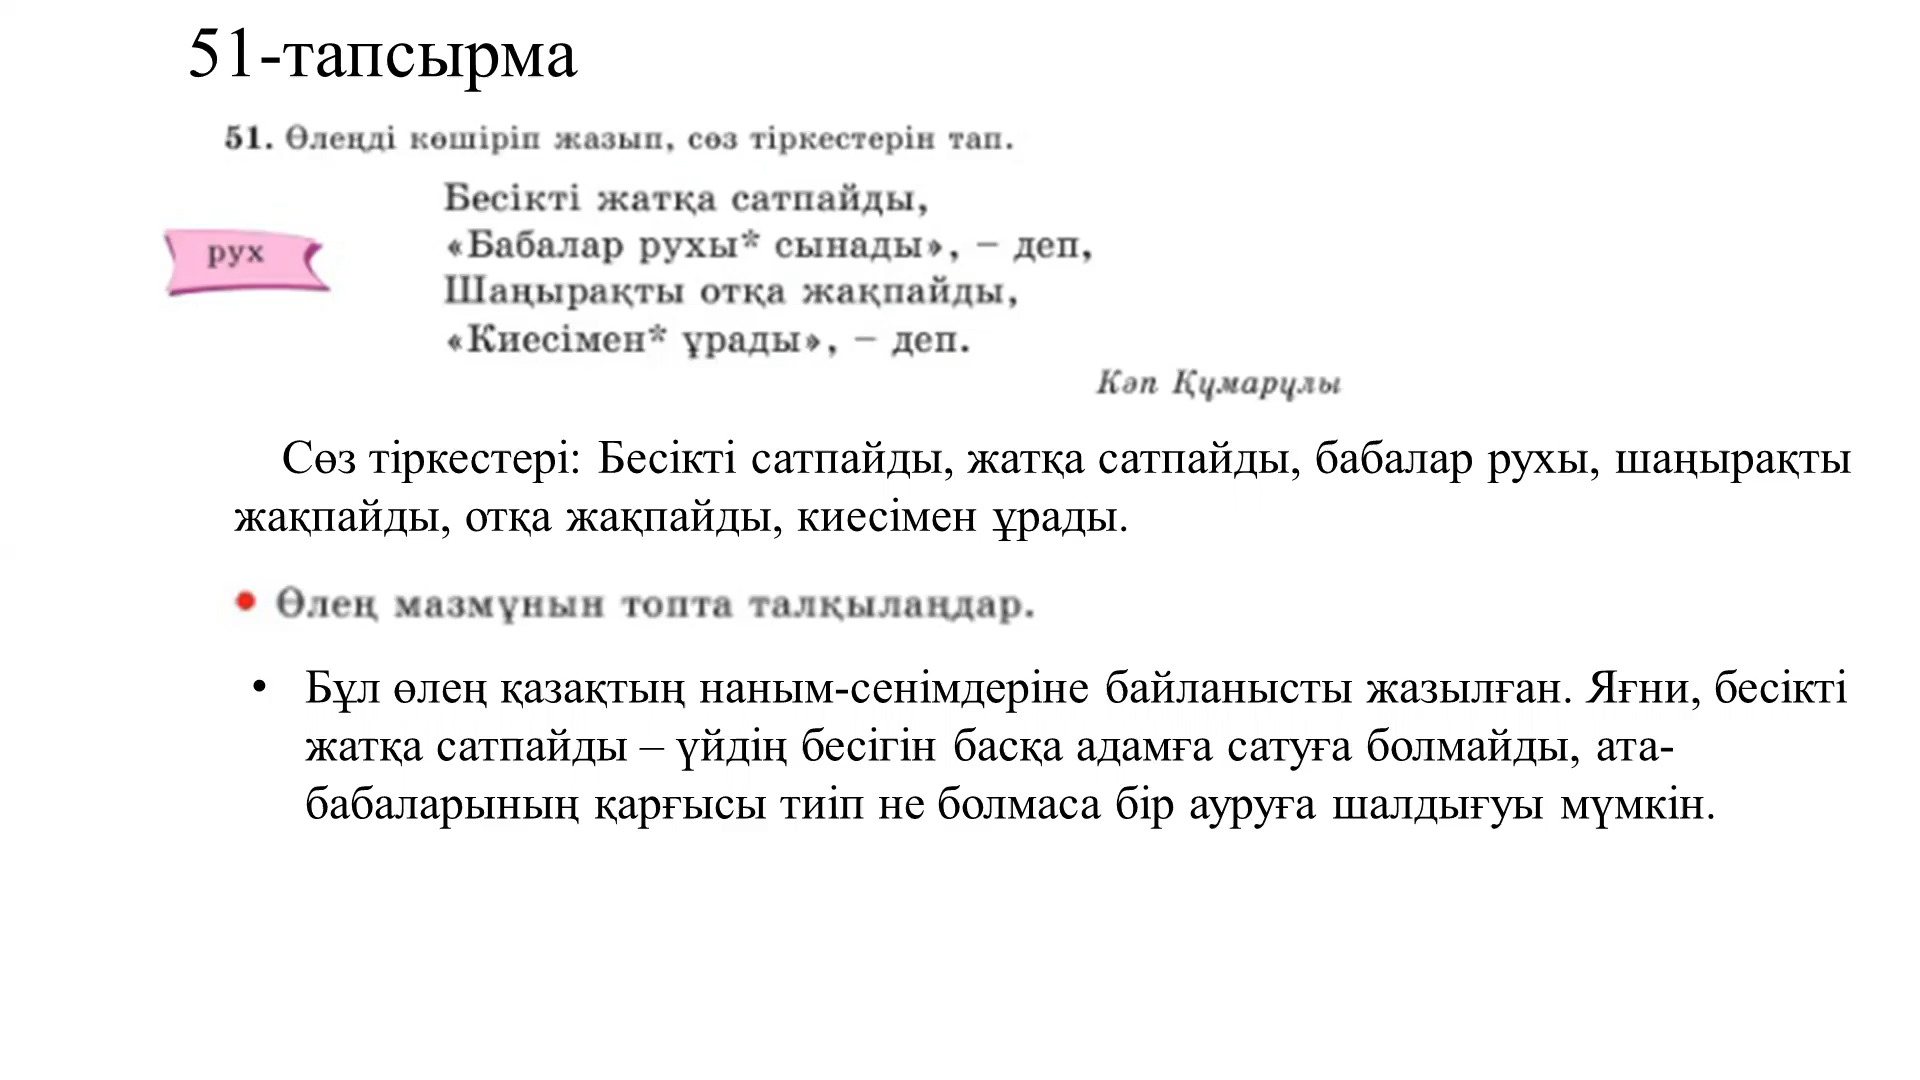 51-тапсырма
51. Өлеңді көшіріп жазып, сөз тіркестерін тап.
Бесікті жатқа сатпайды,
«Бабалар рухы* сынады», – деп,
рух
Шаңырақты отқа жақпайды,
«Киесімен* ұрады», – деп.
Кәп Құмарұлы
Сөз тіркестері: Бесікті сатпайды, жатқа сатпайды, бабалар рухы, шаңырақты
жақпайды, отқа жақпайды, киесімен ұрады.
• Өлең мазмұнын топта талқылаңдар.
• Бұл өлең қазақтың наным-сенімдеріне байланысты жазылған. Яғни, бесікті
жатқа сатпайды – үйдің бесігін басқа адамға сатуға болмайды, ата-
бабаларының қарғысы тиіп не болмаса бір ауруға шалдығуы мүмкін.